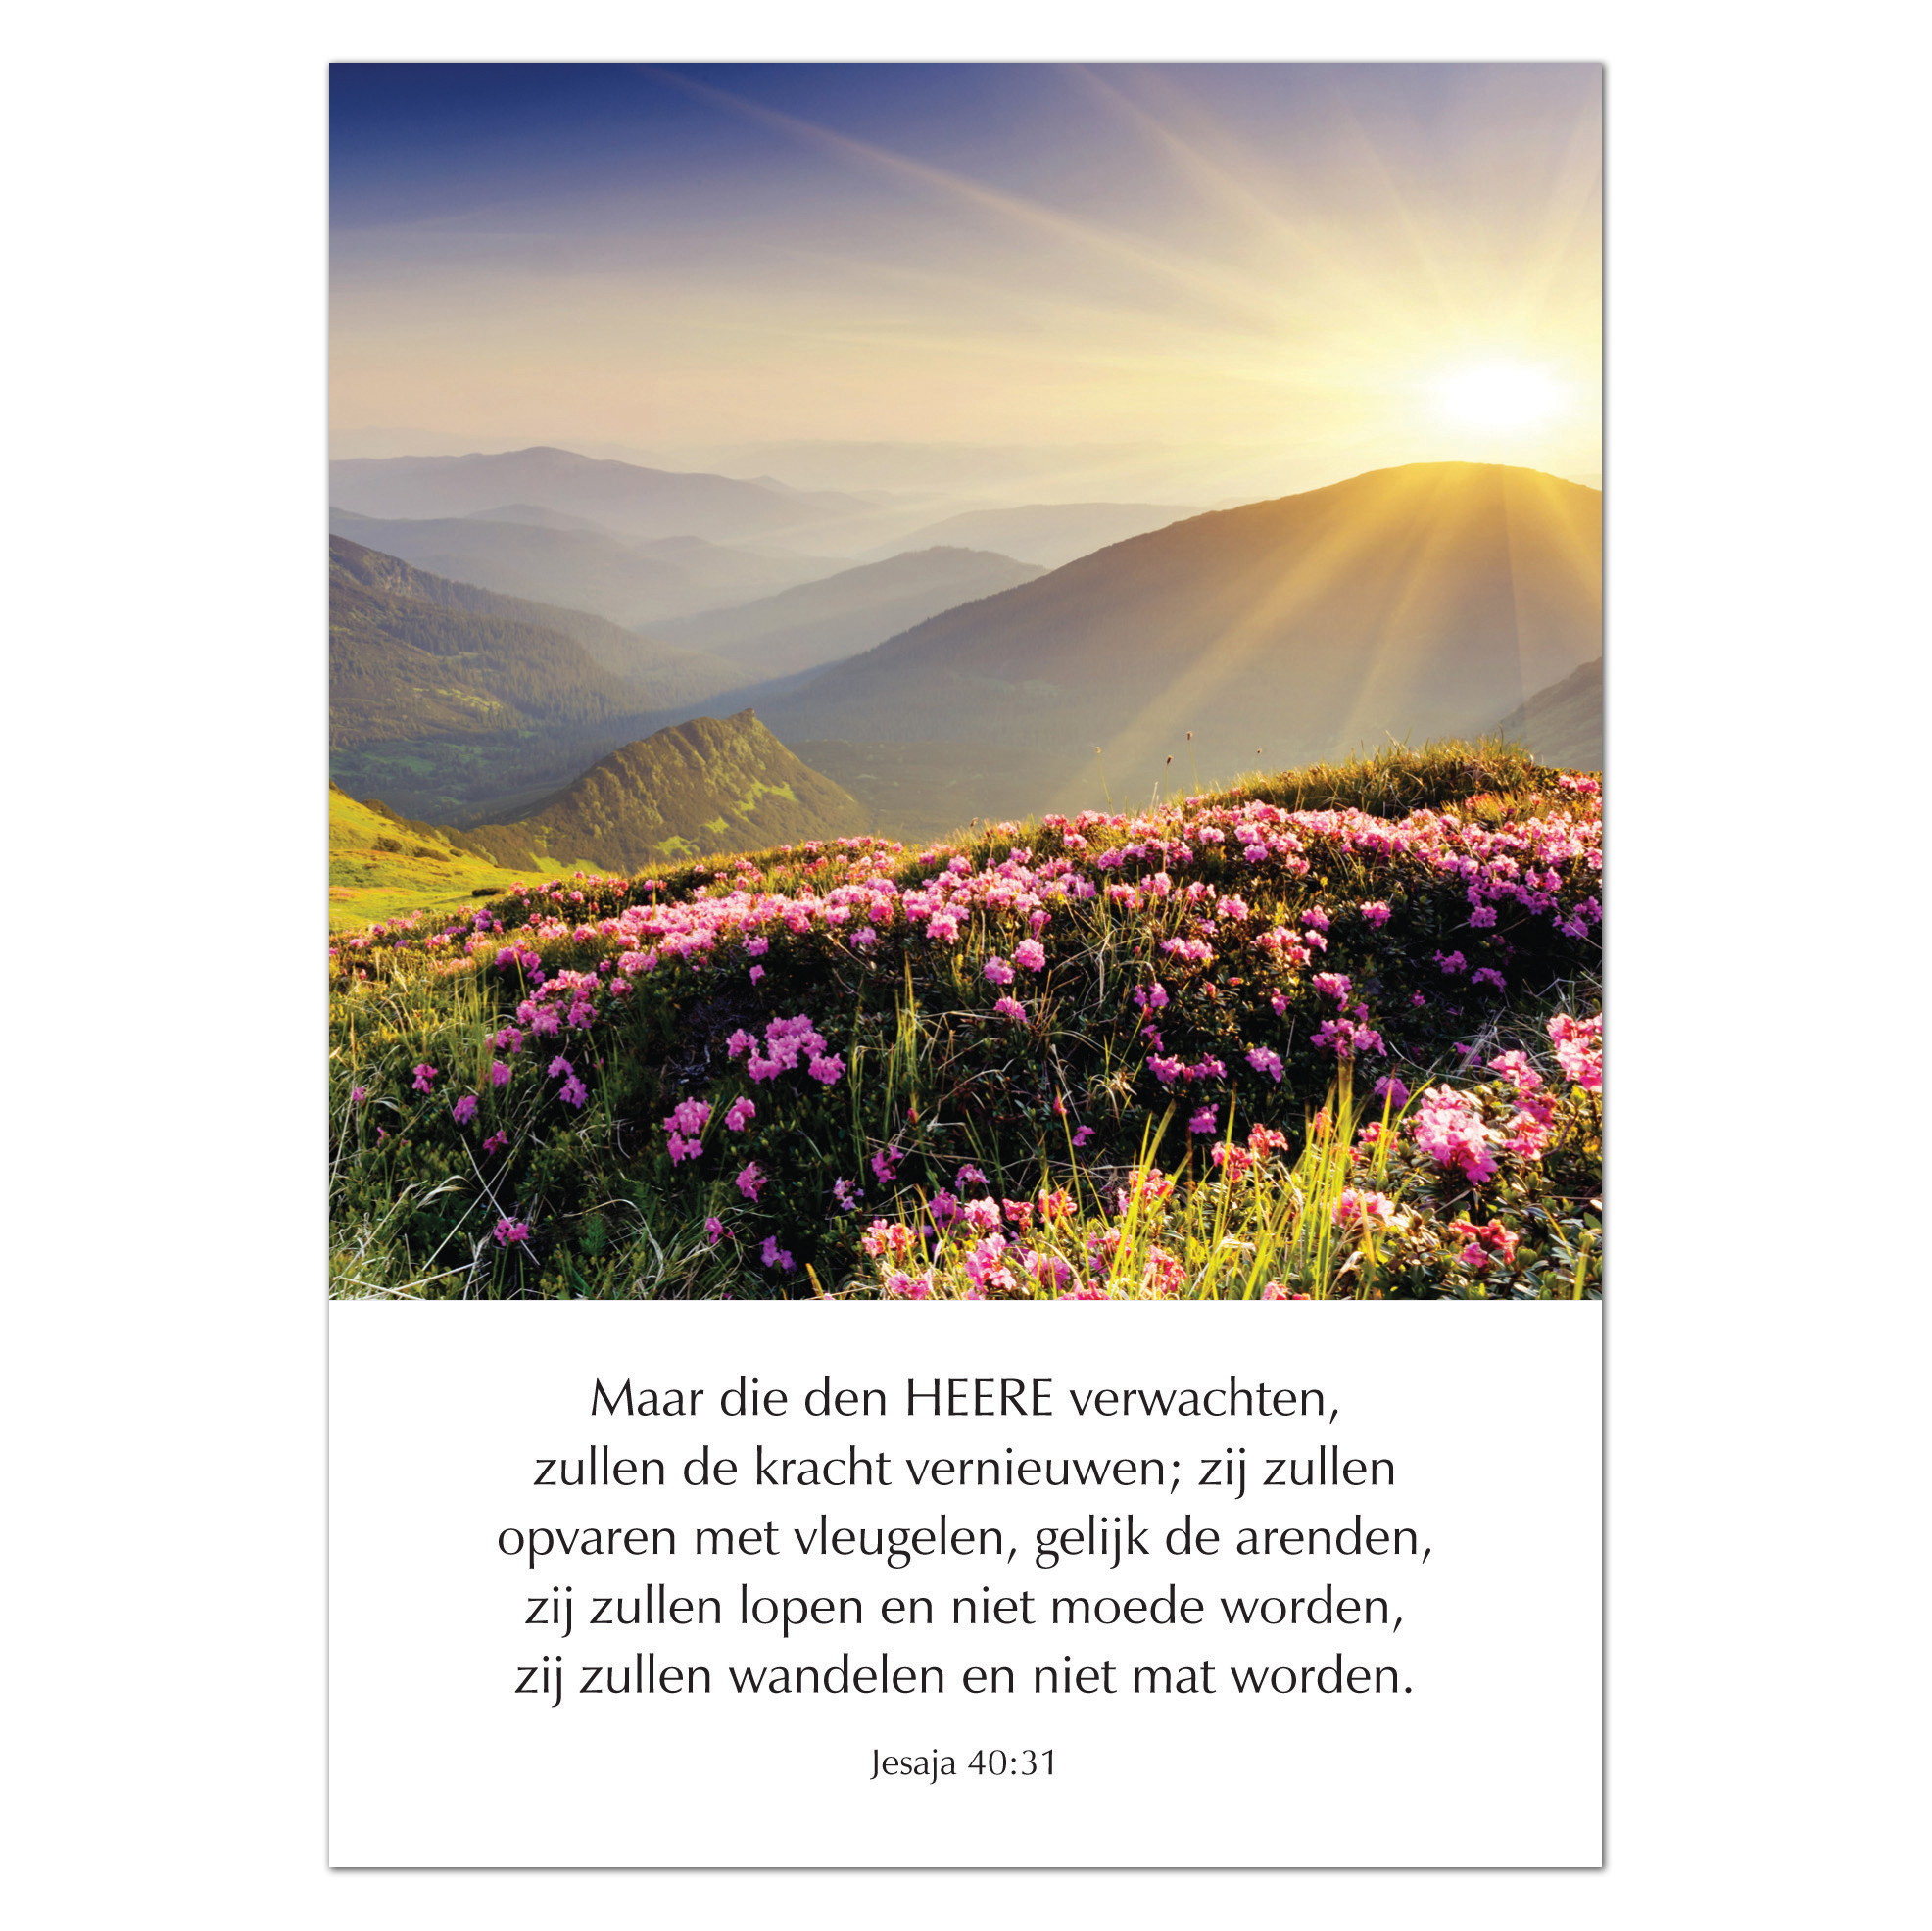 Maar die den HEERE verwachten,
zullen de kracht vernieuwen; zij zullen
opvaren met vleugelen, gelijk de arenden,
zij zullen lopen en niet moede worden,
zij zullen wandelen en niet mat worden.
Jesaja 40:31